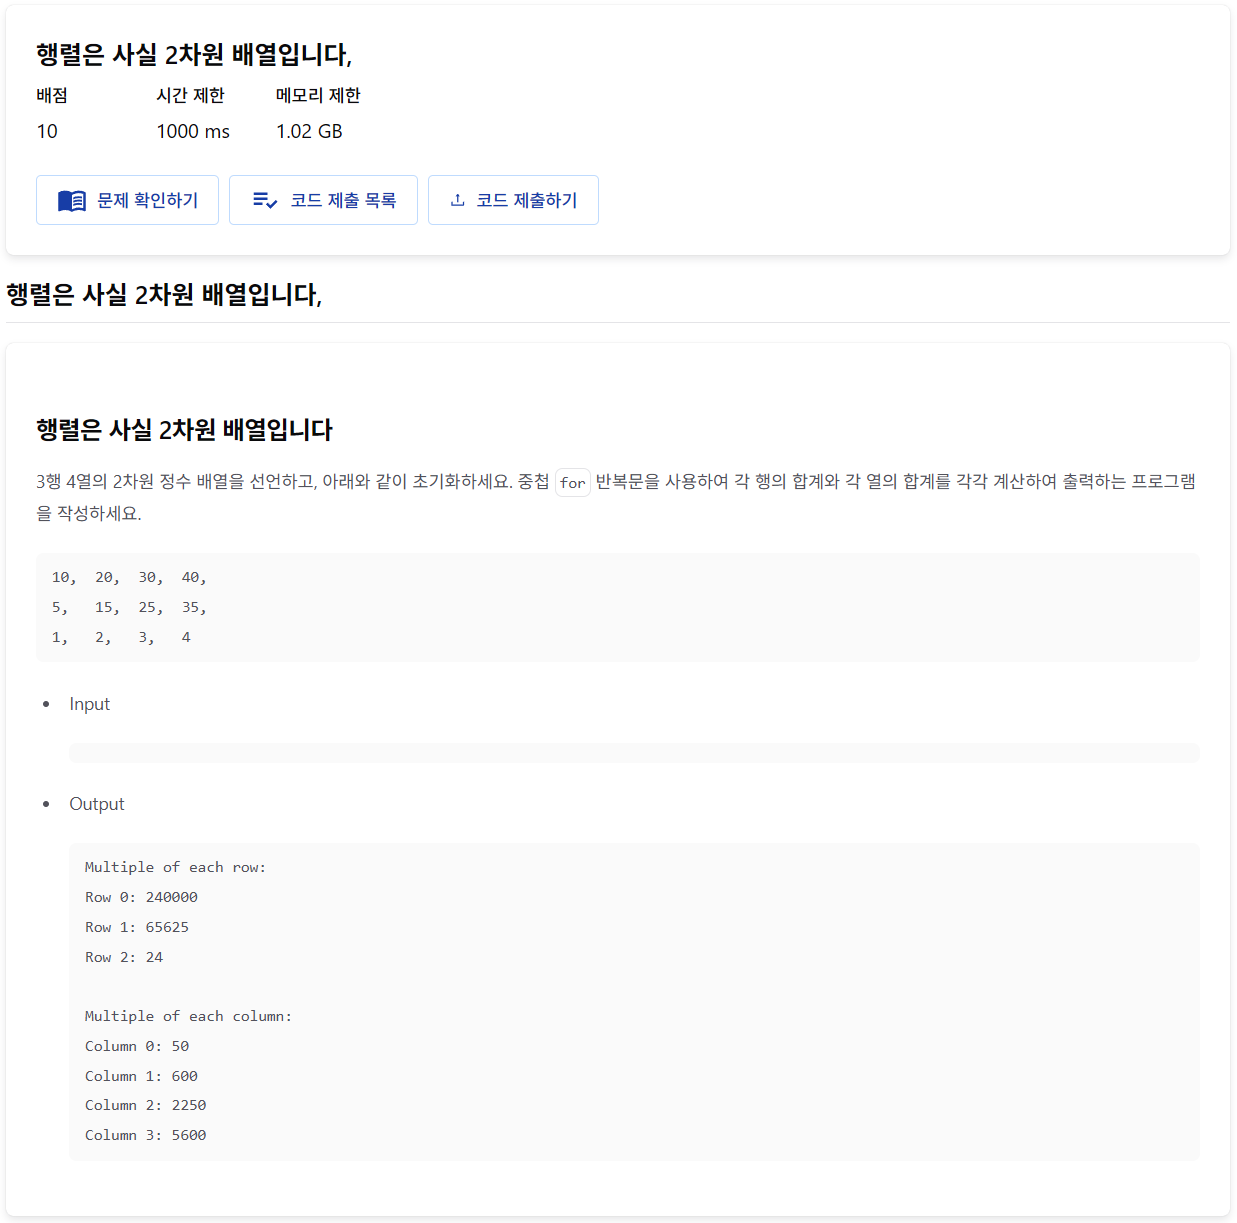 행렬은 사실 2차원 배열입니다,
배점 시간 제한 메모리 제한
10 1000 ms 1.02 GB
문제 확인하기 코드 제출 목록 코드 제출하기
행렬은 사실 2차원 배열입니다,
행렬은 사실 2차원 배열입니다
3행 4열의 2차원 정수 배열을 선언하고, 아래와 같이 초기화하세요. 중첩 for 반복문을 사용하여 각 행의 합계와 각 열의 합계를 각각 계산하여 출력하는 프로그램
을 작성하세요.
10,  20,  30,  40,
5,   15,  25,  35,
1,   2,   3,   4
Input
Output
Multiple of each row:
Row 0: 240000
Row 1: 65625
Row 2: 24
Multiple of each column:
Column 0: 50
Column 1: 600
Column 2: 2250
Column 3: 5600